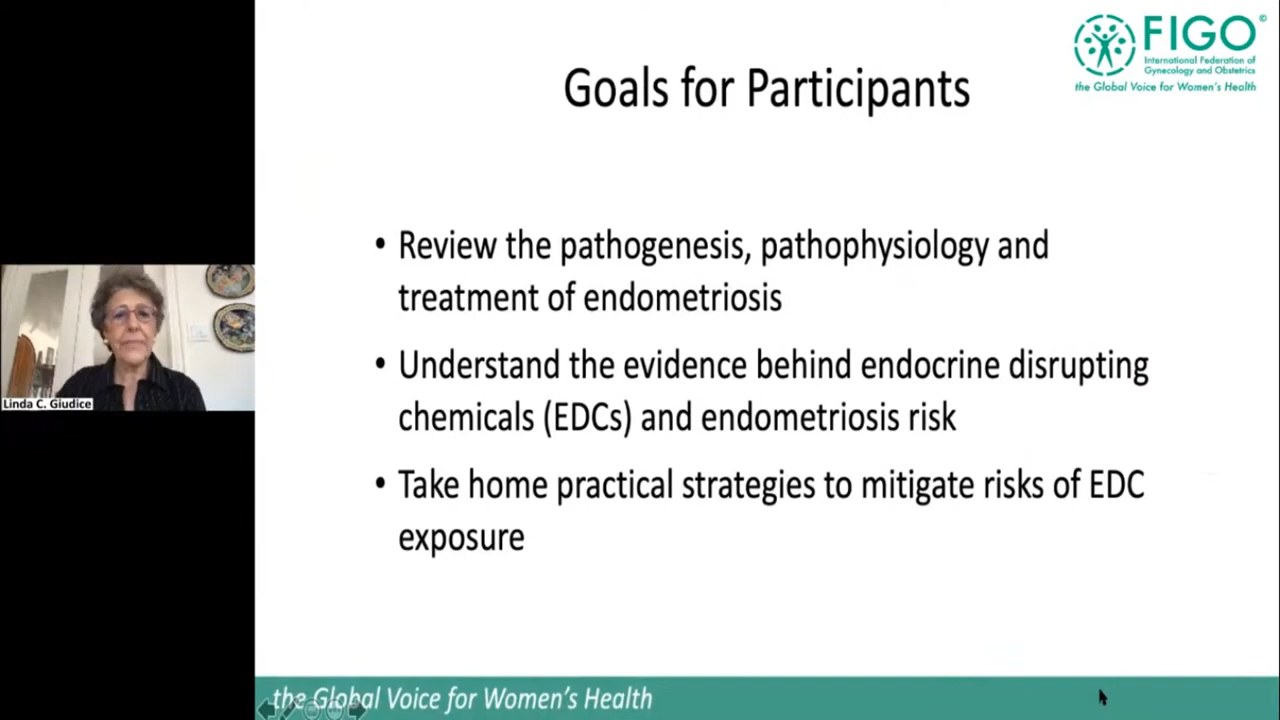 FIGO©
International Federation of
Gynecology and Obstetrics
the Global Voice for Women's Health
Goals for Participants
• Review the pathogenesis, pathophysiology and
treatment of endometriosis
• Understand the evidence behind endocrine disrupting
chemicals (EDCs) and endometriosis risk
• Take home practical strategies to mitigate risks of EDC
exposure
Linda C. Giudice
the Global Voice for Women's Health